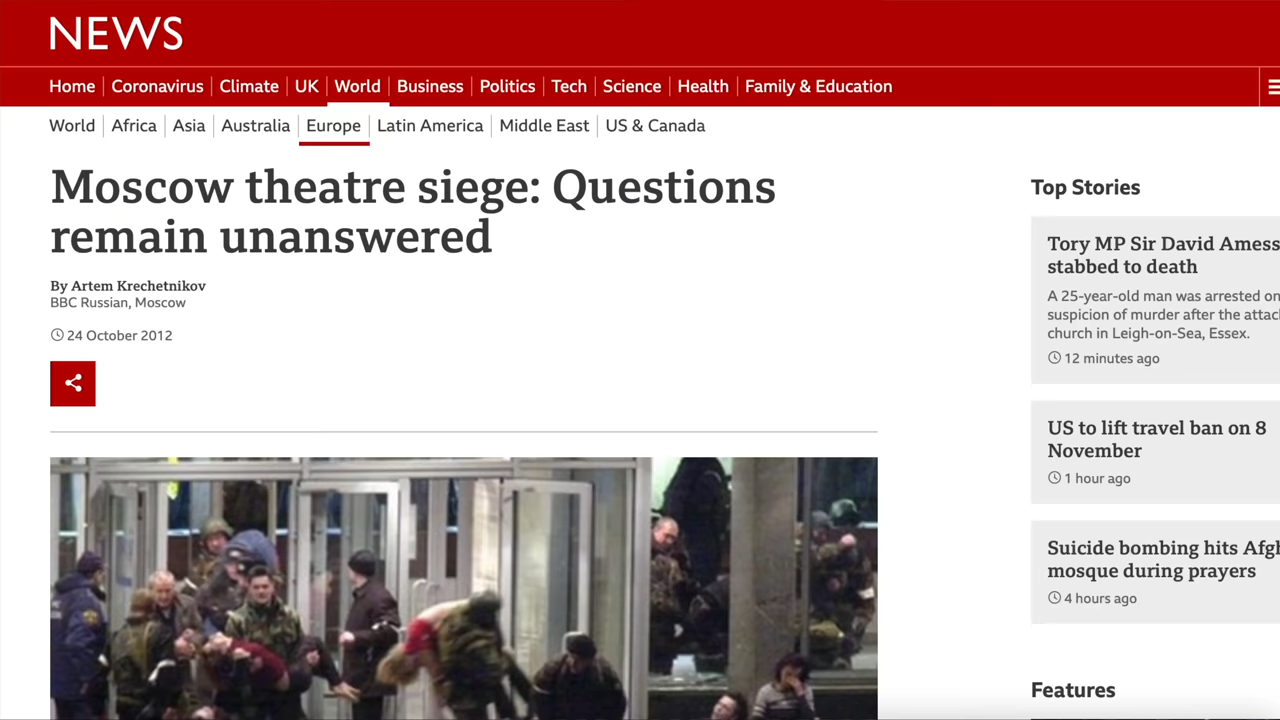 NEWS
Home Coronavirus Climate UK World Business Politics Tech Science Health Family & Education
World Africa Asia Australia Europe Latin America Middle East US & Canada
Moscow theatre siege: Questions
remain unanswered
By Artem Krechetnikov
BBC Russian, Moscow
24 October 2012
Top Stories
Tory MP Sir David Amess
stabbed to death
A 25-year-old man was arrested on
suspicion of murder after the attac
church in Leigh-on-Sea, Essex.
12 minutes ago
US to lift travel ban on 8
November
1 hour ago
Suicide bombing hits Afgh
mosque during prayers
4 hours ago
Features